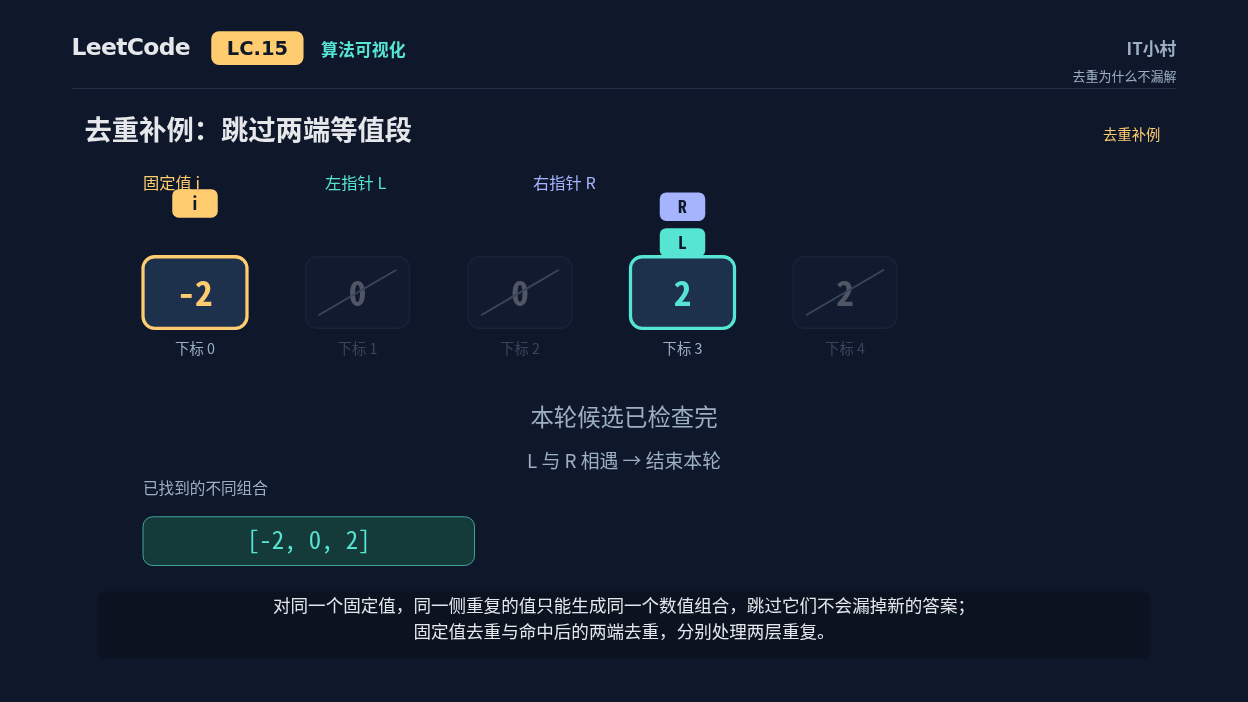 LeetCode LC.15 算法可视化 IT小村
去重为什么不漏解
去重补例：跳过两端等值段 去重补例
固定值 i 左指针 L 右指针 R
i R
L
-2 0 0 2 2
下标 0 下标 1 下标 2 下标 3 下标 4
本轮候选已检查完
L 与 R 相遇 → 结束本轮
已找到的不同组合
[-2, 0, 2]
对同一个固定值，同一侧重复的值只能生成同一个数值组合，跳过它们不会漏掉新的答案；
固定值去重与命中后的两端去重，分别处理两层重复。